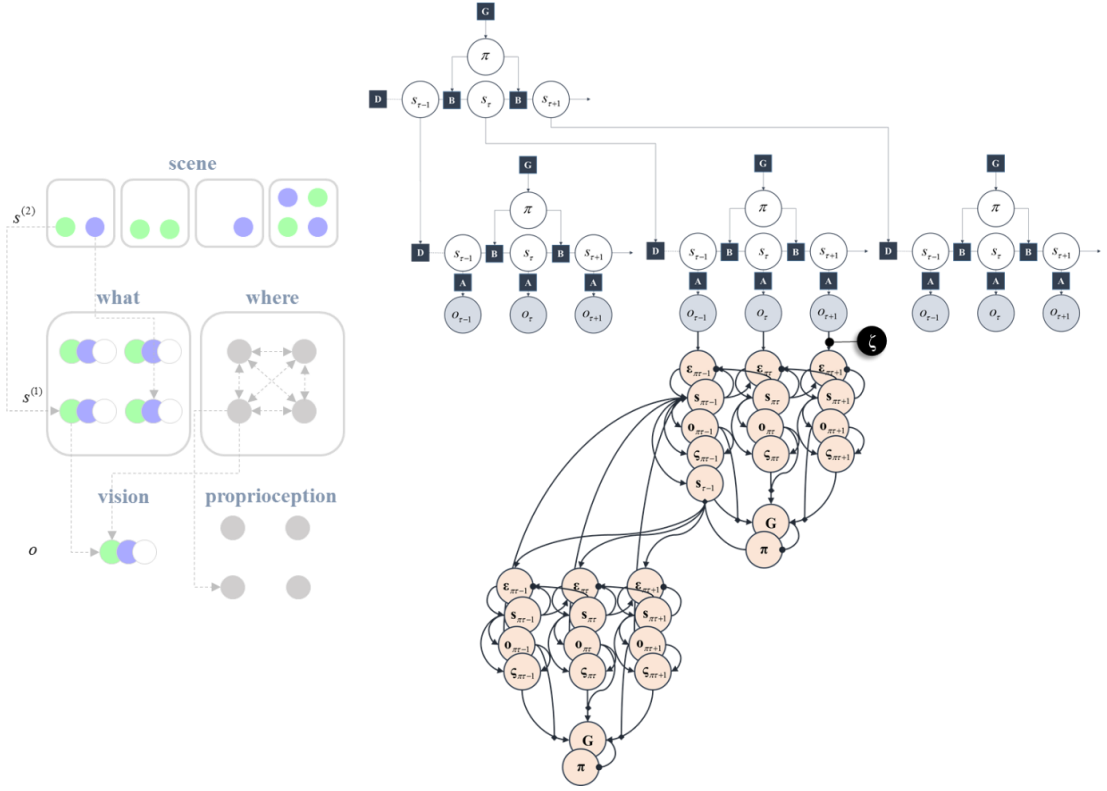 scene
s(2)
what
where
s(1)
vision
proprioception
o
G
π
D
sτ−1
B
sτ
B
sτ+1
G
π
D
sτ−1
B
sτ
B
sτ+1
A
A
A
oτ−1
oτ
oτ+1
G
π
D
sτ−1
B
sτ
B
sτ+1
A
A
A
oτ−1
oτ
oτ+1
G
π
D
sτ−1
B
sτ
B
sτ+1
A
A
A
oτ−1
oτ
oτ+1
ζ
επτ−1
επτ
επτ+1
sπτ−1
sπτ
sπτ+1
oπτ−1
oπτ
oπτ+1
ςπτ−1
ςπτ
ςπτ+1
sτ−1
G
π
επτ−1
επτ
επτ+1
sπτ−1
sπτ
sπτ+1
oπτ−1
oπτ
oπτ+1
ςπτ−1
ςπτ
ςπτ+1
G
π